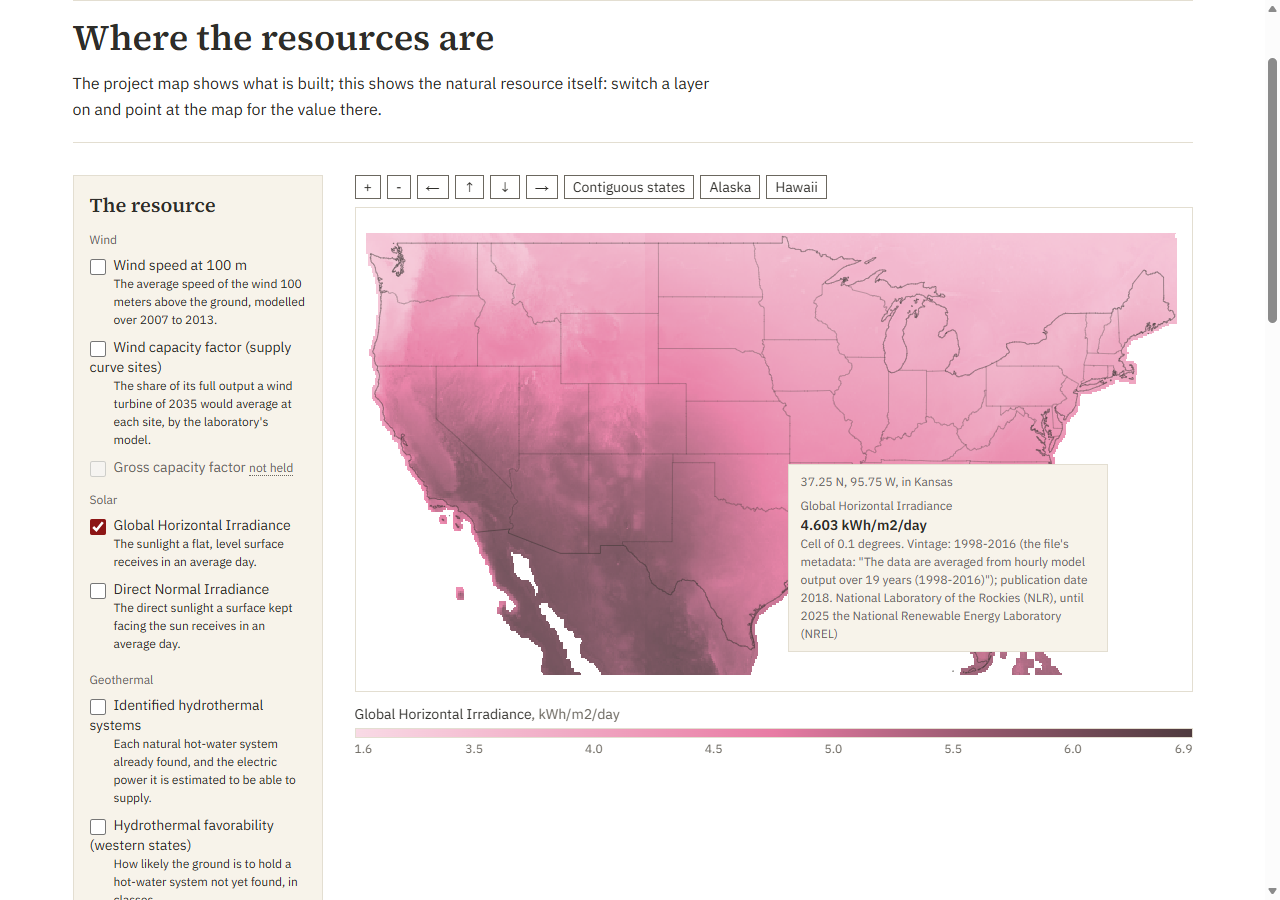 Where the resources are
The project map shows what is built; this shows the natural resource itself: switch a layer
on and point at the map for the value there.
The resource
Wind
Wind speed at 100 m
The average speed of the wind 100
meters above the ground, modelled
over 2007 to 2013.
Wind capacity factor (supply
curve sites)
The share of its full output a wind
turbine of 2035 would average at
each site, by the laboratory's
model.
Gross capacity factor not held
Solar
Global Horizontal Irradiance
The sunlight a flat, level surface
receives in an average day.
Direct Normal Irradiance
The direct sunlight a surface kept
facing the sun receives in an
average day.
Geothermal
Identified hydrothermal
systems
Each natural hot-water system
already found, and the electric
power it is estimated to be able to
supply.
Hydrothermal favorability
(western states)
How likely the ground is to hold a
hot-water system not yet found, in
classes.
+ - ← ↑ ↓ → Contiguous states Alaska Hawaii
37.25 N, 95.75 W, in Kansas
Global Horizontal Irradiance
4.603 kWh/m2/day
Cell of 0.1 degrees. Vintage: 1998-2016 (the file's
metadata: "The data are averaged from hourly model
output over 19 years (1998-2016)"); publication date
2018. National Laboratory of the Rockies (NLR), until
2025 the National Renewable Energy Laboratory
(NREL)
Global Horizontal Irradiance, kWh/m2/day
1.6 3.5 4.0 4.5 5.0 5.5 6.0 6.9